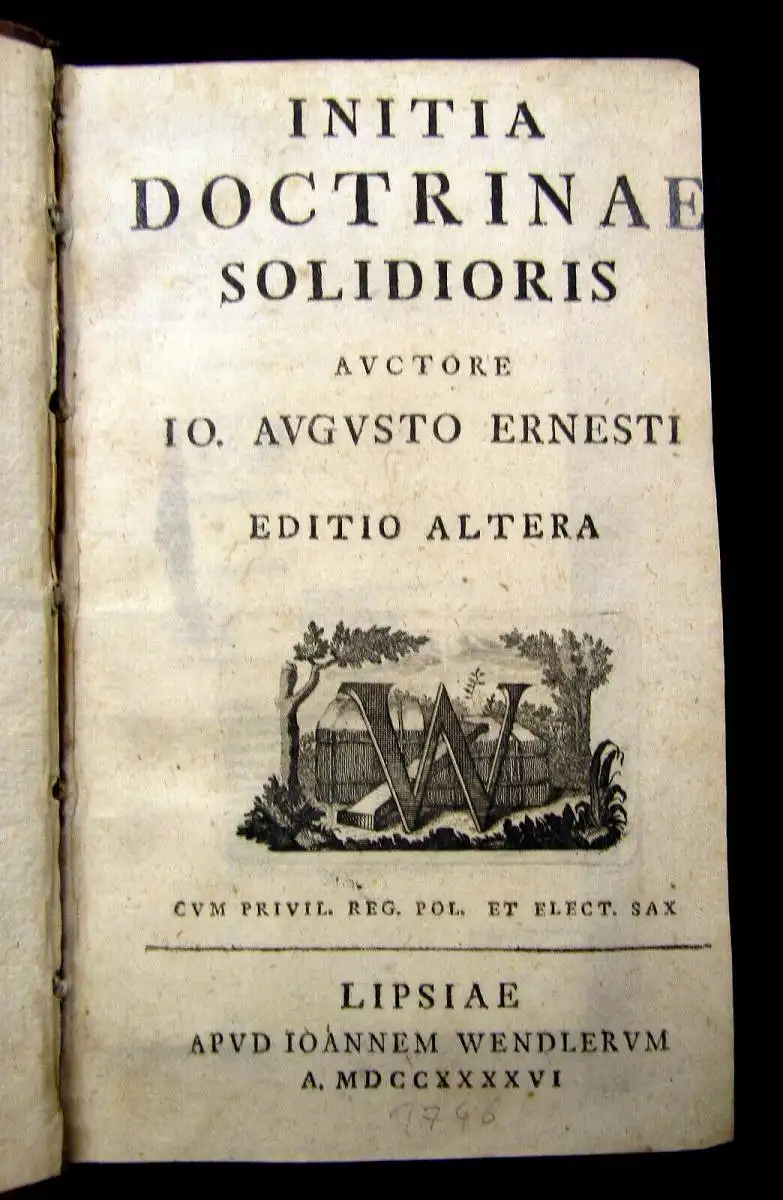 INITIA
DOCTRINAE
SOLIDIORIS
AVCTORE
IO. AVGVSTO ERNESTI
EDITIO ALTERA
W
CVM PRIVIL. REG. POL. ET ELECT. SAX
LIPSIAE
APVD IOANNEM WENDLERVM
A. MDCCXXXXVI
1746